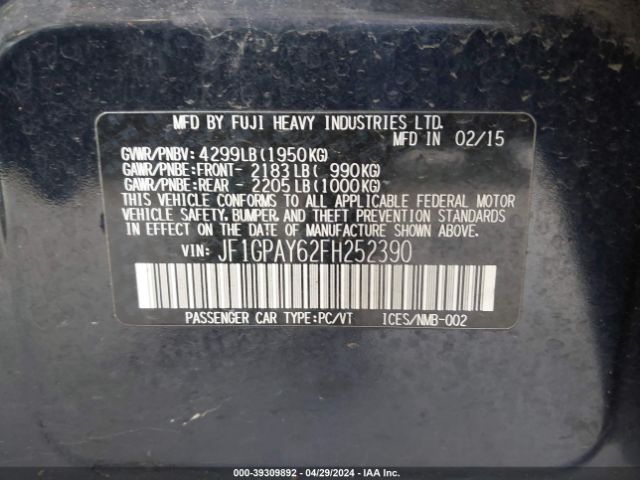 MFD BY FUJI HEAVY INDUSTRIES LTD.
MFD IN 02/15
GVWR/PNBV: 4299LB(1950KG)
GAWR/PNBE:FRONT- 2183LB( 990KG)
GAWR/PNBE:REAR - 2205LB(1000KG)
THIS VEHICLE CONFORMS TO ALL APPLICABLE FEDERAL MOTOR
VEHICLE SAFETY, BUMPER, AND THEFT PREVENTION STANDARDS
IN EFFECT ON THE DATE OF MANUFACTURE SHOWN ABOVE.
VIN: JF1GPAY62FH252390
PASSENGER CAR TYPE:PC/VT ICES/NMB-002
000-39309892 / 04/29/2024 - IAA Corp.